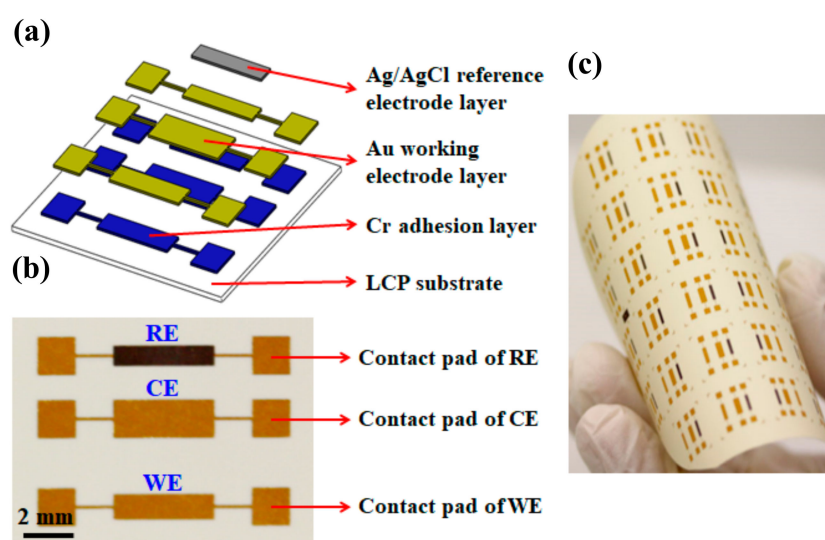 (a)
Ag/AgCl reference
electrode layer
Au working
electrode layer
Cr adhesion layer
LCP substrate
(b)
RE
Contact pad of RE
CE
Contact pad of CE
WE
Contact pad of WE
2 mm
(c)